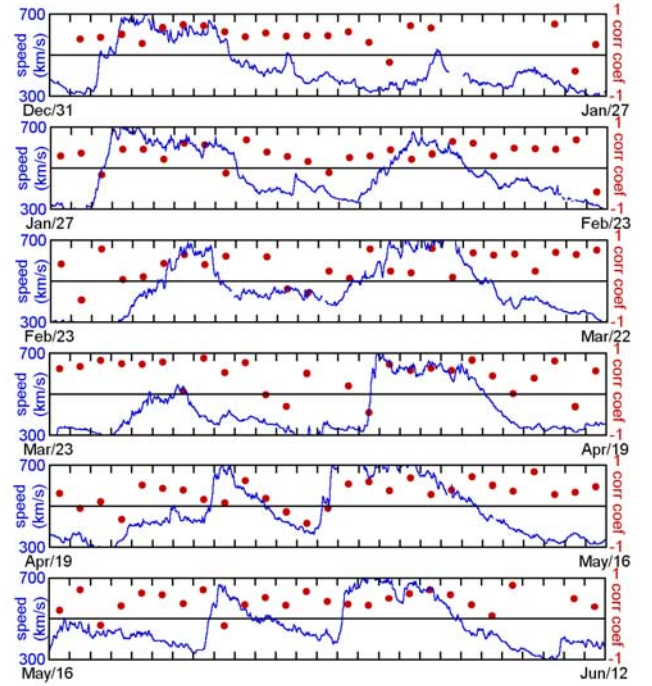 700
speed
(km/s)
300
1
corr coef
-1
Dec/31
Jan/27
700
speed
(km/s)
300
1
corr coef
-1
Jan/27
Feb/23
700
speed
(km/s)
300
1
corr coef
-1
Feb/23
Mar/22
700
speed
(km/s)
300
1
corr coef
-1
Mar/23
Apr/19
700
speed
(km/s)
300
1
corr coef
-1
Apr/19
May/16
700
speed
(km/s)
300
1
corr coef
-1
May/16
Jun/12